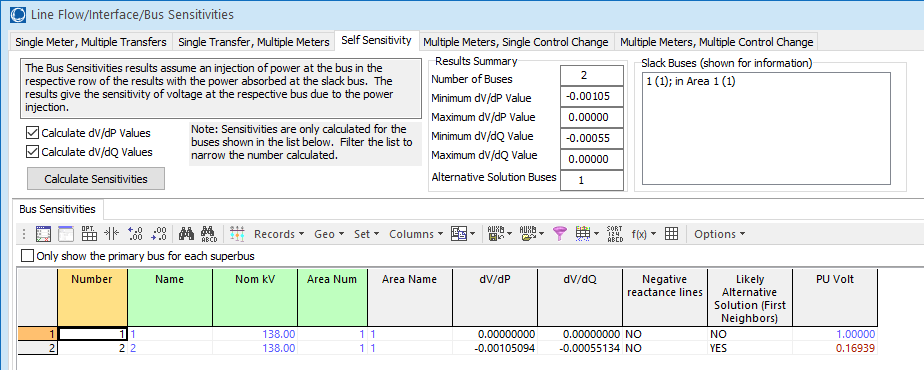 Line Flow/Interface/Bus Sensitivities
Single Meter, Multiple Transfers Single Transfer, Multiple Meters Self Sensitivity Multiple Meters, Single Control Change Multiple Meters, Multiple Control Change
The Bus Sensitivities results assume an injection of power at the bus in the
respective row of the results with the power absorbed at the slack bus. The
results give the sensitivity of voltage at the respective bus due to the power
injection.
Calculate dV/dP Values
Calculate dV/dQ Values
Note: Sensitivities are only calculated for the
buses shown in the list below. Filter the list to
narrow the number calculated.
Calculate Sensitivities
Results Summary
Number of Buses 2
Minimum dV/dP Value -0.00105
Maximum dV/dP Value 0.00000
Minimum dV/dQ Value -0.00055
Maximum dV/dQ Value 0.00000
Alternative Solution Buses 1
Slack Buses (shown for information)
1 (1); in Area 1 (1)
Bus Sensitivities
Records Geo Set Columns f(x) Options
Only show the primary bus for each superbus
Number Name Nom kV Area Num Area Name dV/dP dV/dQ Negative reactance lines Likely Alternative Solution (First Neighbors) PU Volt
1 1 1 138.00 1 1 0.00000000 0.00000000 NO NO 1.00000
2 2 2 138.00 1 1 -0.00105094 -0.00055134 NO YES 0.16939